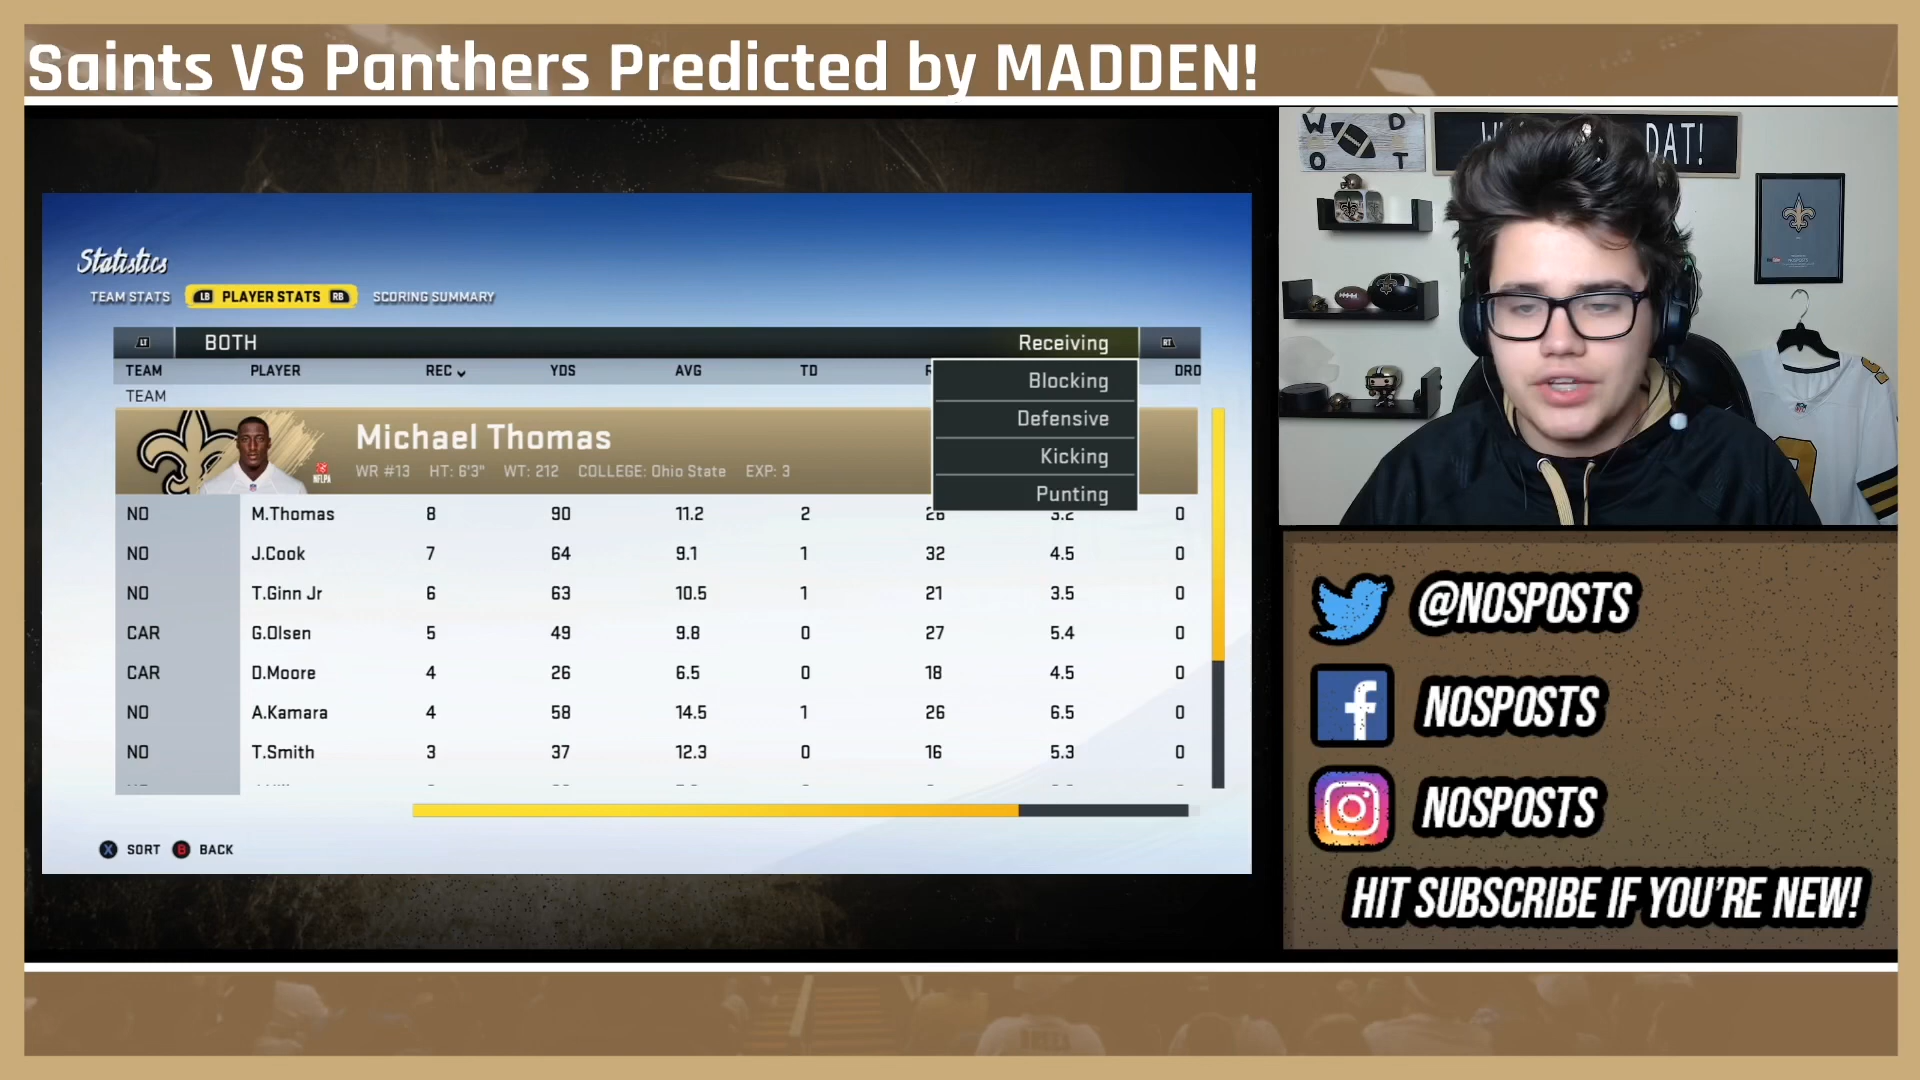 Saints VS Panthers Predicted by MADDEN!
Statistics
TEAM STATS LB PLAYER STATS RB SCORING SUMMARY
LT BOTH Receiving RT
Blocking
Defensive
Kicking
Punting
TEAM PLAYER REC YDS AVG TD DRO
TEAM
Michael Thomas
WR #13 HT: 6'3" WT: 212 COLLEGE: Ohio State EXP: 3
NFLPA
NO M.Thomas 8 90 11.2 2 26 3.2 0
NO J.Cook 7 64 9.1 1 32 4.5 0
NO T.Ginn Jr 6 63 10.5 1 21 3.5 0
CAR G.Olsen 5 49 9.8 0 27 5.4 0
CAR D.Moore 4 26 6.5 0 18 4.5 0
NO A.Kamara 4 58 14.5 1 26 6.5 0
NO T.Smith 3 37 12.3 0 16 5.3 0
X SORT B BACK
W D
O T
DAT!
@NOSPOSTS
NOSPOSTS
NOSPOSTS
HIT SUBSCRIBE IF YOU'RE NEW!